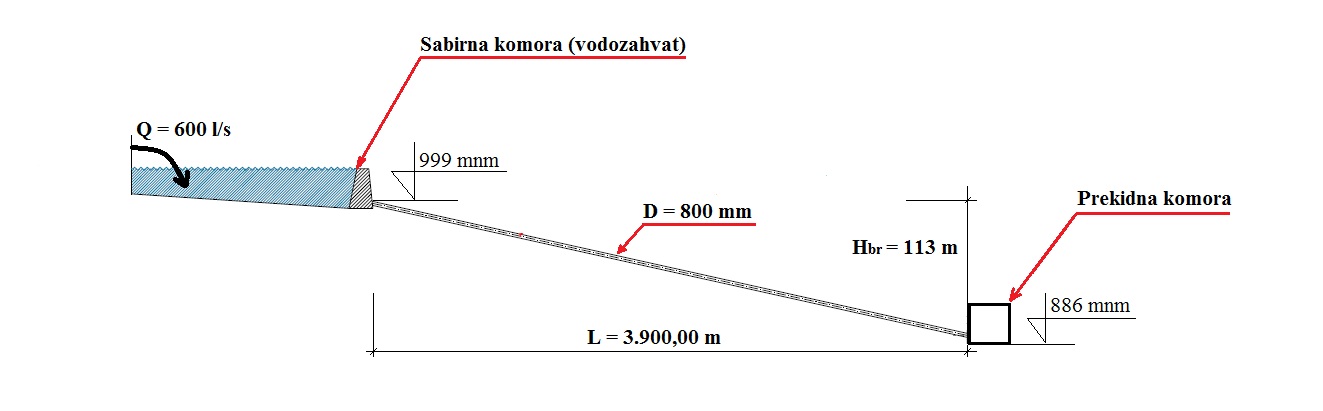 Sabirna komora (vodozahvat)
Q = 600 l/s
999 mnm
D = 800 mm
Prekidna komora
Hbr = 113 m
886 mnm
L = 3.900,00 m